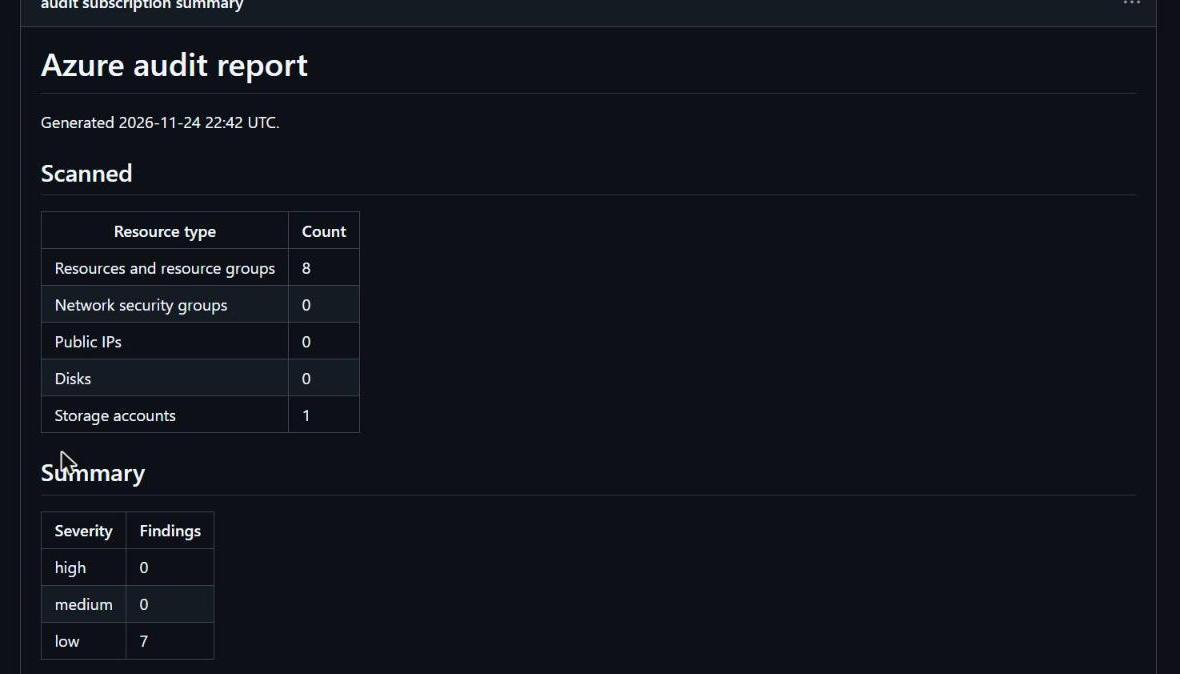 audit subscription summary
Azure audit report
Generated 2026-11-24 22:42 UTC.
Scanned
Resource type Count
Resources and resource groups 8
Network security groups 0
Public IPs 0
Disks 0
Storage accounts 1
Summary
Severity Findings
high 0
medium 0
low 7